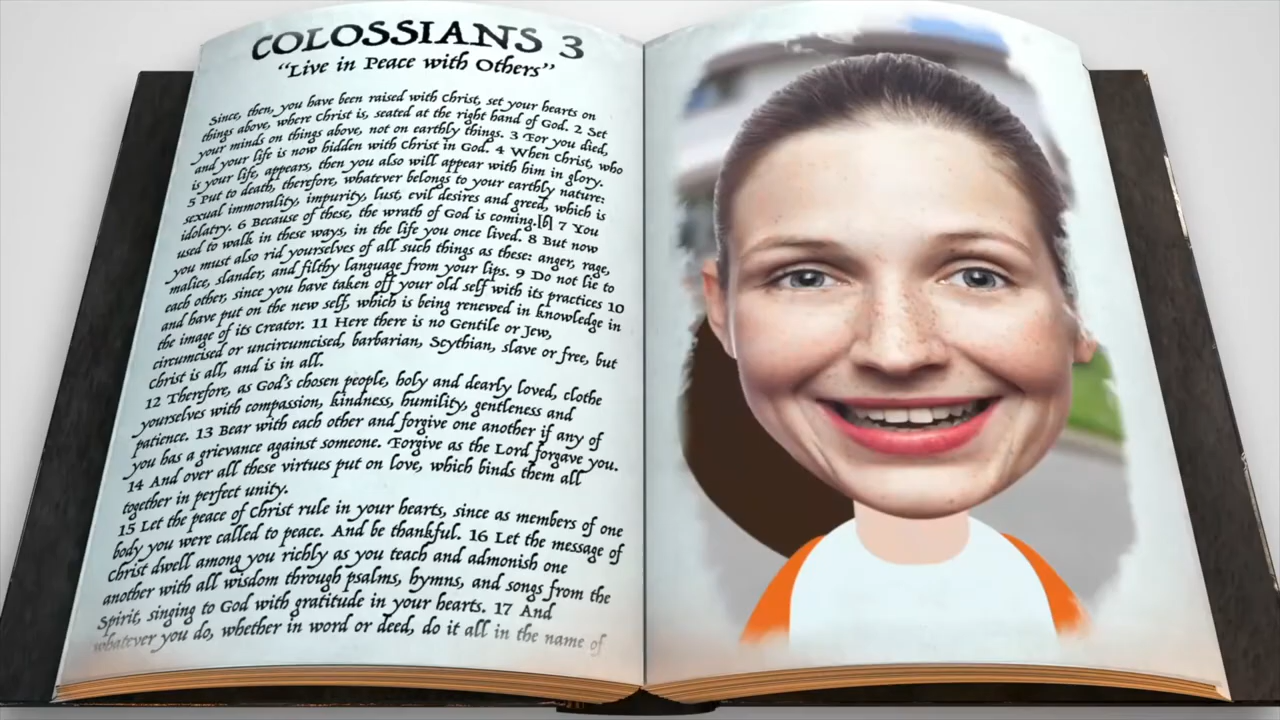 COLOSSIANS 3
“Live in Peace with Others”
Since, then, you have been raised with Christ, set your hearts on
things above, where Christ is, seated at the right hand of God. 2 Set
your minds on things above, not on earthly things. 3 For you died,
and your life is now hidden with Christ in God. 4 When Christ, who
is your life, appears, then you also will appear with him in glory.
5 Put to death, therefore, whatever belongs to your earthly nature:
sexual immorality, impurity, lust, evil desires and greed, which is
idolatry. 6 Because of these, the wrath of God is coming.[b] 7 You
used to walk in these ways, in the life you once lived. 8 But now
you must also rid yourselves of all such things as these: anger, rage,
malice, slander, and filthy language from your lips. 9 Do not lie to
each other, since you have taken off your old self with its practices 10
and have put on the new self, which is being renewed in knowledge in
the image of its Creator. 11 Here there is no Gentile or Jew,
circumcised or uncircumcised, barbarian, Scythian, slave or free, but
Christ is all, and is in all.
12 Therefore, as God's chosen people, holy and dearly loved, clothe
yourselves with compassion, kindness, humility, gentleness and
patience. 13 Bear with each other and forgive one another if any of
you has a grievance against someone. Forgive as the Lord forgave you.
14 And over all these virtues put on love, which binds them all
together in perfect unity.
15 Let the peace of Christ rule in your hearts, since as members of one
body you were called to peace. And be thankful. 16 Let the message of
Christ dwell among you richly as you teach and admonish one
another with all wisdom through psalms, hymns, and songs from the
Spirit, singing to God with gratitude in your hearts. 17 And
whatever you do, whether in word or deed, do it all in the name of